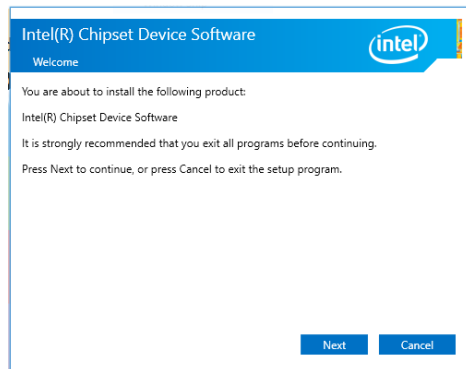 Intel(R) Chipset Device Software
intel
Welcome
You are about to install the following product:
Intel(R) Chipset Device Software
It is strongly recommended that you exit all programs before continuing.
Press Next to continue, or press Cancel to exit the setup program.
Next
Cancel